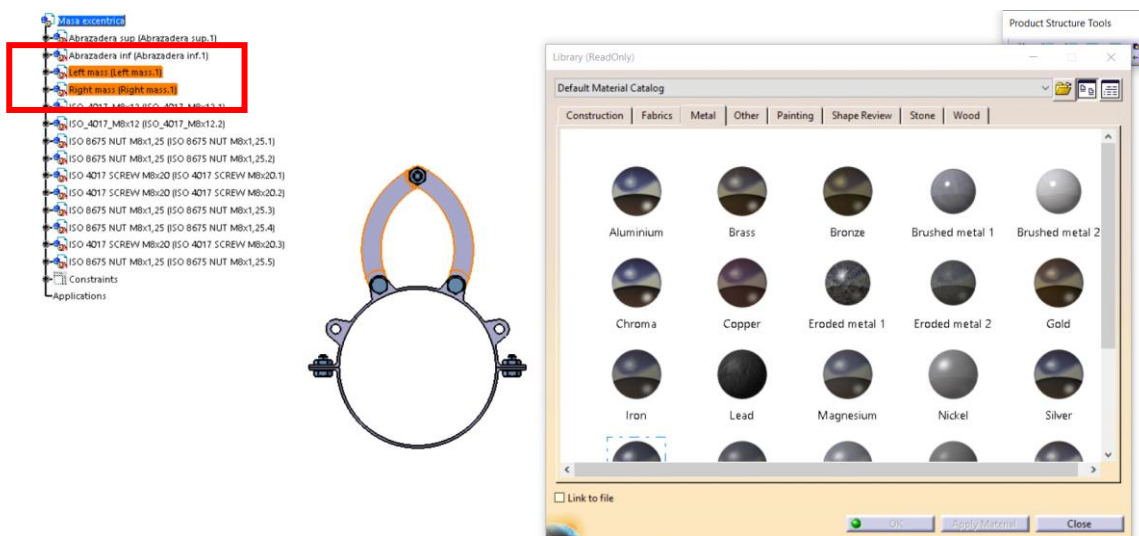 Masa excentrica
Abrazadera sup (Abrazadera sup.1)
Abrazadera inf (Abrazadera inf.1)
Left mass (Left mass.1)
Right mass (Right mass.1)
ISO_4017_M8x12 (ISO_4017_M8x12.1)
ISO_4017_M8x12 (ISO_4017_M8x12.2)
ISO 8675 NUT M8x1,25 (ISO 8675 NUT M8x1,25.1)
ISO 8675 NUT M8x1,25 (ISO 8675 NUT M8x1,25.2)
ISO 4017 SCREW M8x20 (ISO 4017 SCREW M8x20.1)
ISO 4017 SCREW M8x20 (ISO 4017 SCREW M8x20.2)
ISO 8675 NUT M8x1,25 (ISO 8675 NUT M8x1,25.3)
ISO 8675 NUT M8x1,25 (ISO 8675 NUT M8x1,25.4)
ISO 4017 SCREW M8x20 (ISO 4017 SCREW M8x20.3)
ISO 8675 NUT M8x1,25 (ISO 8675 NUT M8x1,25.5)
Constraints
Applications
Product Structure Tools
Library (ReadOnly)
Default Material Catalog
Construction Fabrics Metal Other Painting Shape Review Stone Wood
Aluminium Brass Bronze Brushed metal 1 Brushed metal 2
Chroma Copper Eroded metal 1 Eroded metal 2 Gold
Iron Lead Magnesium Nickel Silver
Link to file
OK Apply Material Close